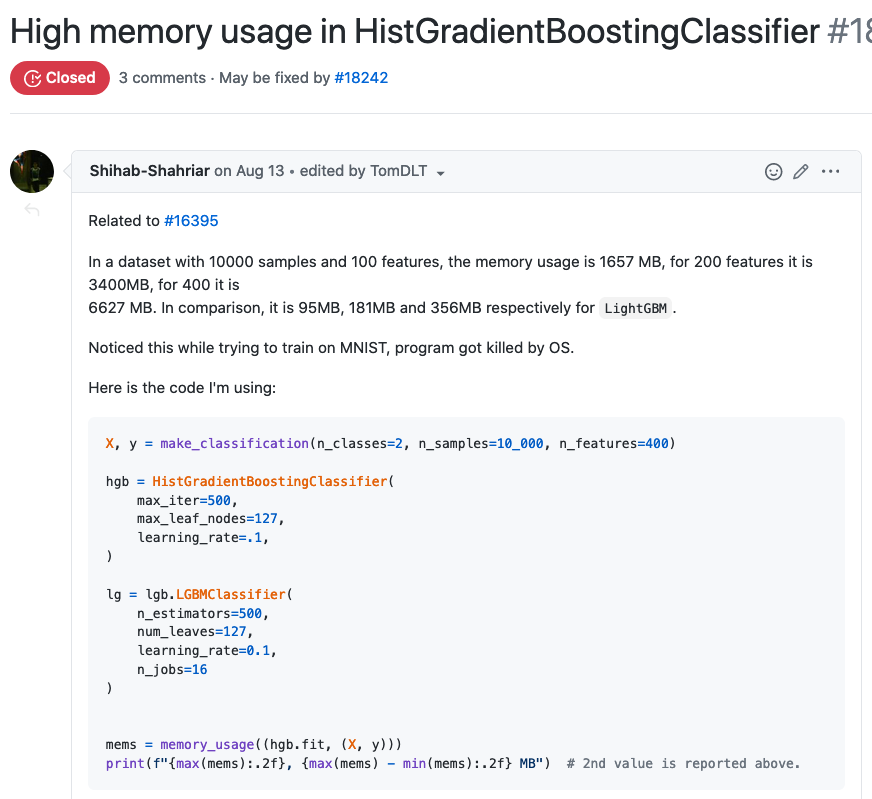 High memory usage in HistGradientBoostingClassifier #18
Closed 3 comments · May be fixed by #18242
Shihab-Shahriar on Aug 13 • edited by TomDLT
Related to #16395
In a dataset with 10000 samples and 100 features, the memory usage is 1657 MB, for 200 features it is
3400MB, for 400 it is
6627 MB. In comparison, it is 95MB, 181MB and 356MB respectively for LightGBM .
Noticed this while trying to train on MNIST, program got killed by OS.
Here is the code I'm using:
X, y = make_classification(n_classes=2, n_samples=10_000, n_features=400)
hgb = HistGradientBoostingClassifier(
    max_iter=500,
    max_leaf_nodes=127,
    learning_rate=.1,
)
lg = lgb.LGBMClassifier(
    n_estimators=500,
    num_leaves=127,
    learning_rate=0.1,
    n_jobs=16
)
mems = memory_usage((hgb.fit, (X, y)))
print(f"{max(mems):.2f}, {max(mems) - min(mems):.2f} MB")  # 2nd value is reported above.